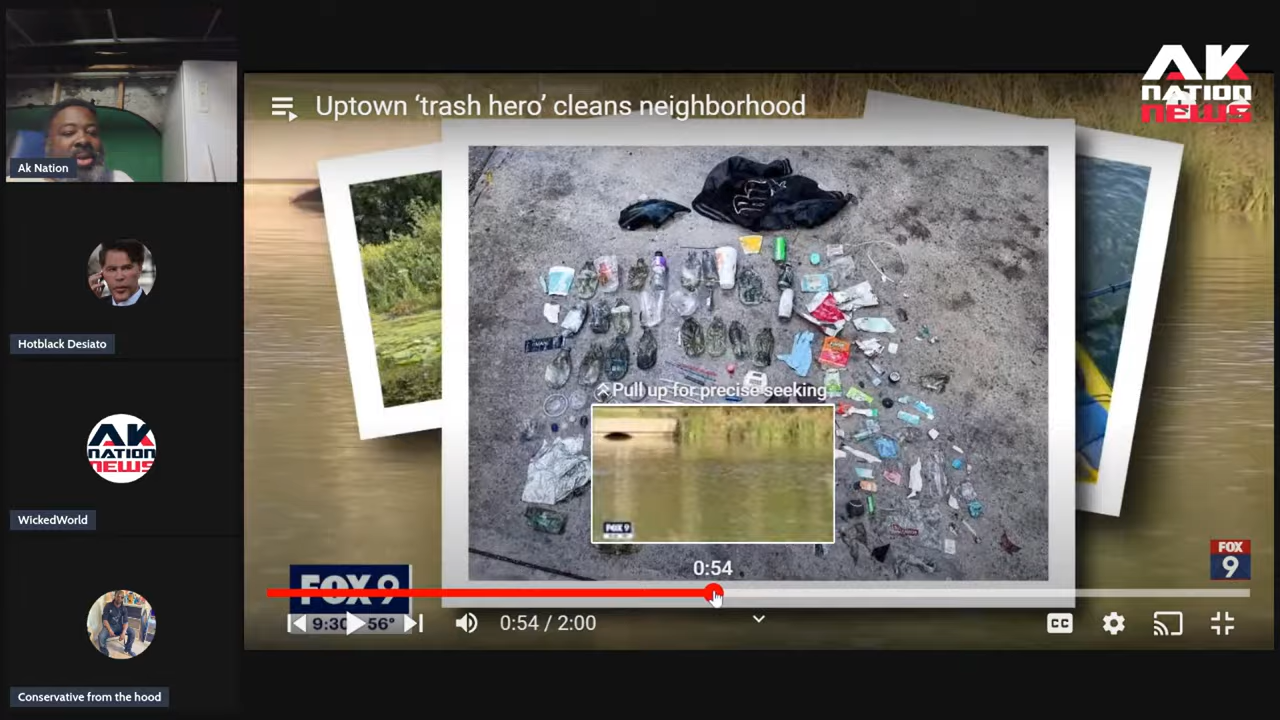 Ak Nation
Hotblack Desiato
AK
NATION
NEWS
WickedWorld
Conservative from the hood
Uptown ‘trash hero’ cleans neighborhood
AK
NATION
NEWS
Pull up for precise seeking
FOX 9
0:54
FOX
9
FOX 9
9:30 56°
0:54 / 2:00
CC